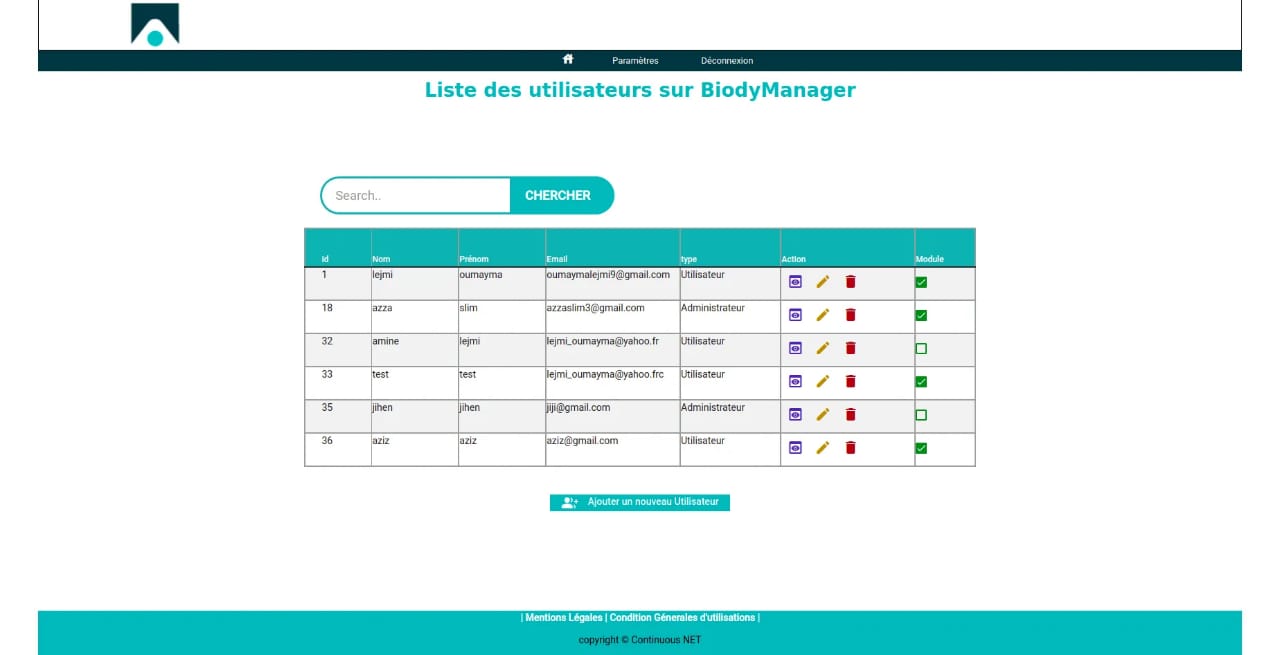 Paramètres Déconnexion
Liste des utilisateurs sur BiodyManager
Search.. CHERCHER
Id Nom Prénom Email type Action Module
1 lejmi oumayma oumaymalejmi9@gmail.com Utilisateur
18 azza slim azzaslim3@gmail.com Administrateur
32 amine lejmi lejmi_oumayma@yahoo.fr Utilisateur
33 test test lejmi_oumayma@yahoo.frc Utilisateur
35 jihen jihen jiji@gmail.com Administrateur
36 aziz aziz aziz@gmail.com Utilisateur
Ajouter un nouveau Utilisateur
| Mentions Légales | Condition Génerales d'utilisations |
copyright © Continuous NET